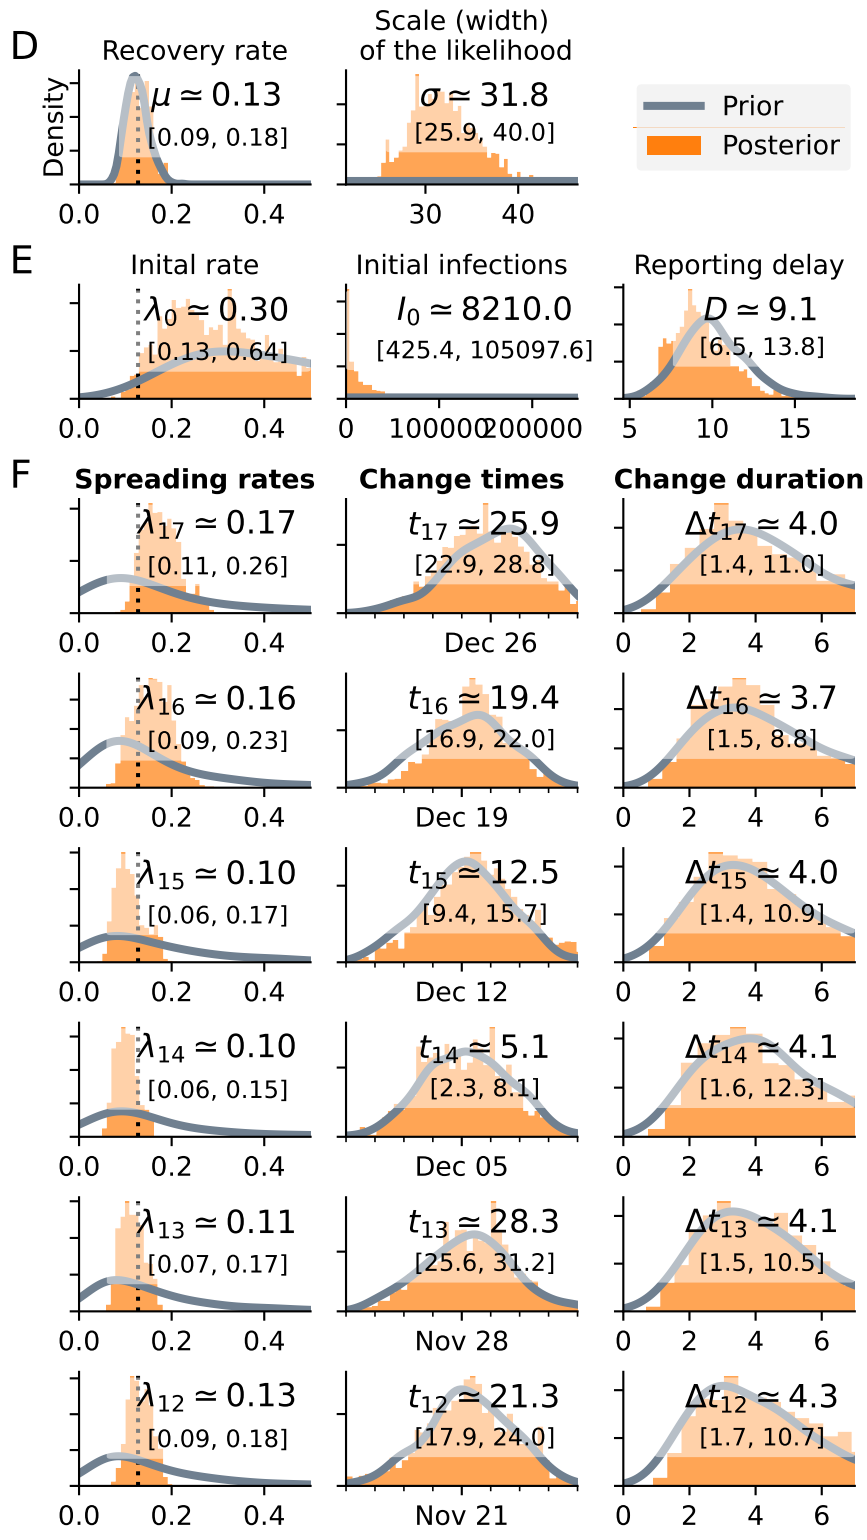 D
Recovery rate
Scale (width)
of the likelihood
Density
μ ≃ 0.13
[0.09, 0.18]
0.0 0.2 0.4
σ ≃ 31.8
[25.9, 40.0]
30 40
Prior
Posterior
E
Inital rate
λ0 ≃ 0.30
[0.13, 0.64]
0.0 0.2 0.4
Initial infections
I0 ≃ 8210.0
[425.4, 105097.6]
0 100000 200000
Reporting delay
D ≃ 9.1
[6.5, 13.8]
5 10 15
F
Spreading rates
Change times
Change duration
λ17 ≃ 0.17
[0.11, 0.26]
0.0 0.2 0.4
t17 ≃ 25.9
[22.9, 28.8]
Dec 26
Δt17 ≃ 4.0
[1.4, 11.0]
0 2 4 6
λ16 ≃ 0.16
[0.09, 0.23]
0.0 0.2 0.4
t16 ≃ 19.4
[16.9, 22.0]
Dec 19
Δt16 ≃ 3.7
[1.5, 8.8]
0 2 4 6
λ15 ≃ 0.10
[0.06, 0.17]
0.0 0.2 0.4
t15 ≃ 12.5
[9.4, 15.7]
Dec 12
Δt15 ≃ 4.0
[1.4, 10.9]
0 2 4 6
λ14 ≃ 0.10
[0.06, 0.15]
0.0 0.2 0.4
t14 ≃ 5.1
[2.3, 8.1]
Dec 05
Δt14 ≃ 4.1
[1.6, 12.3]
0 2 4 6
λ13 ≃ 0.11
[0.07, 0.17]
0.0 0.2 0.4
t13 ≃ 28.3
[25.6, 31.2]
Nov 28
Δt13 ≃ 4.1
[1.5, 10.5]
0 2 4 6
λ12 ≃ 0.13
[0.09, 0.18]
0.0 0.2 0.4
t12 ≃ 21.3
[17.9, 24.0]
Nov 21
Δt12 ≃ 4.3
[1.7, 10.7]
0 2 4 6